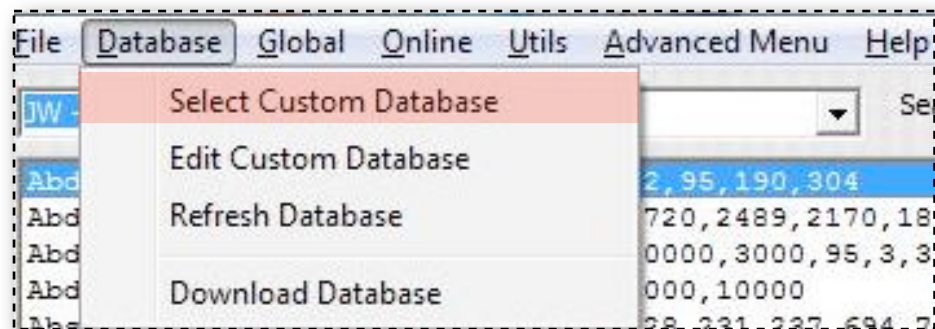 File Database Global Online Utils Advanced Menu Help
JW -
Select Custom Database
Edit Custom Database
Abd 2,95,190,304
Abd Refresh Database 720,2489,2170,18
Abd 0000,3000,95,3,3
Abd Download Database 000,10000